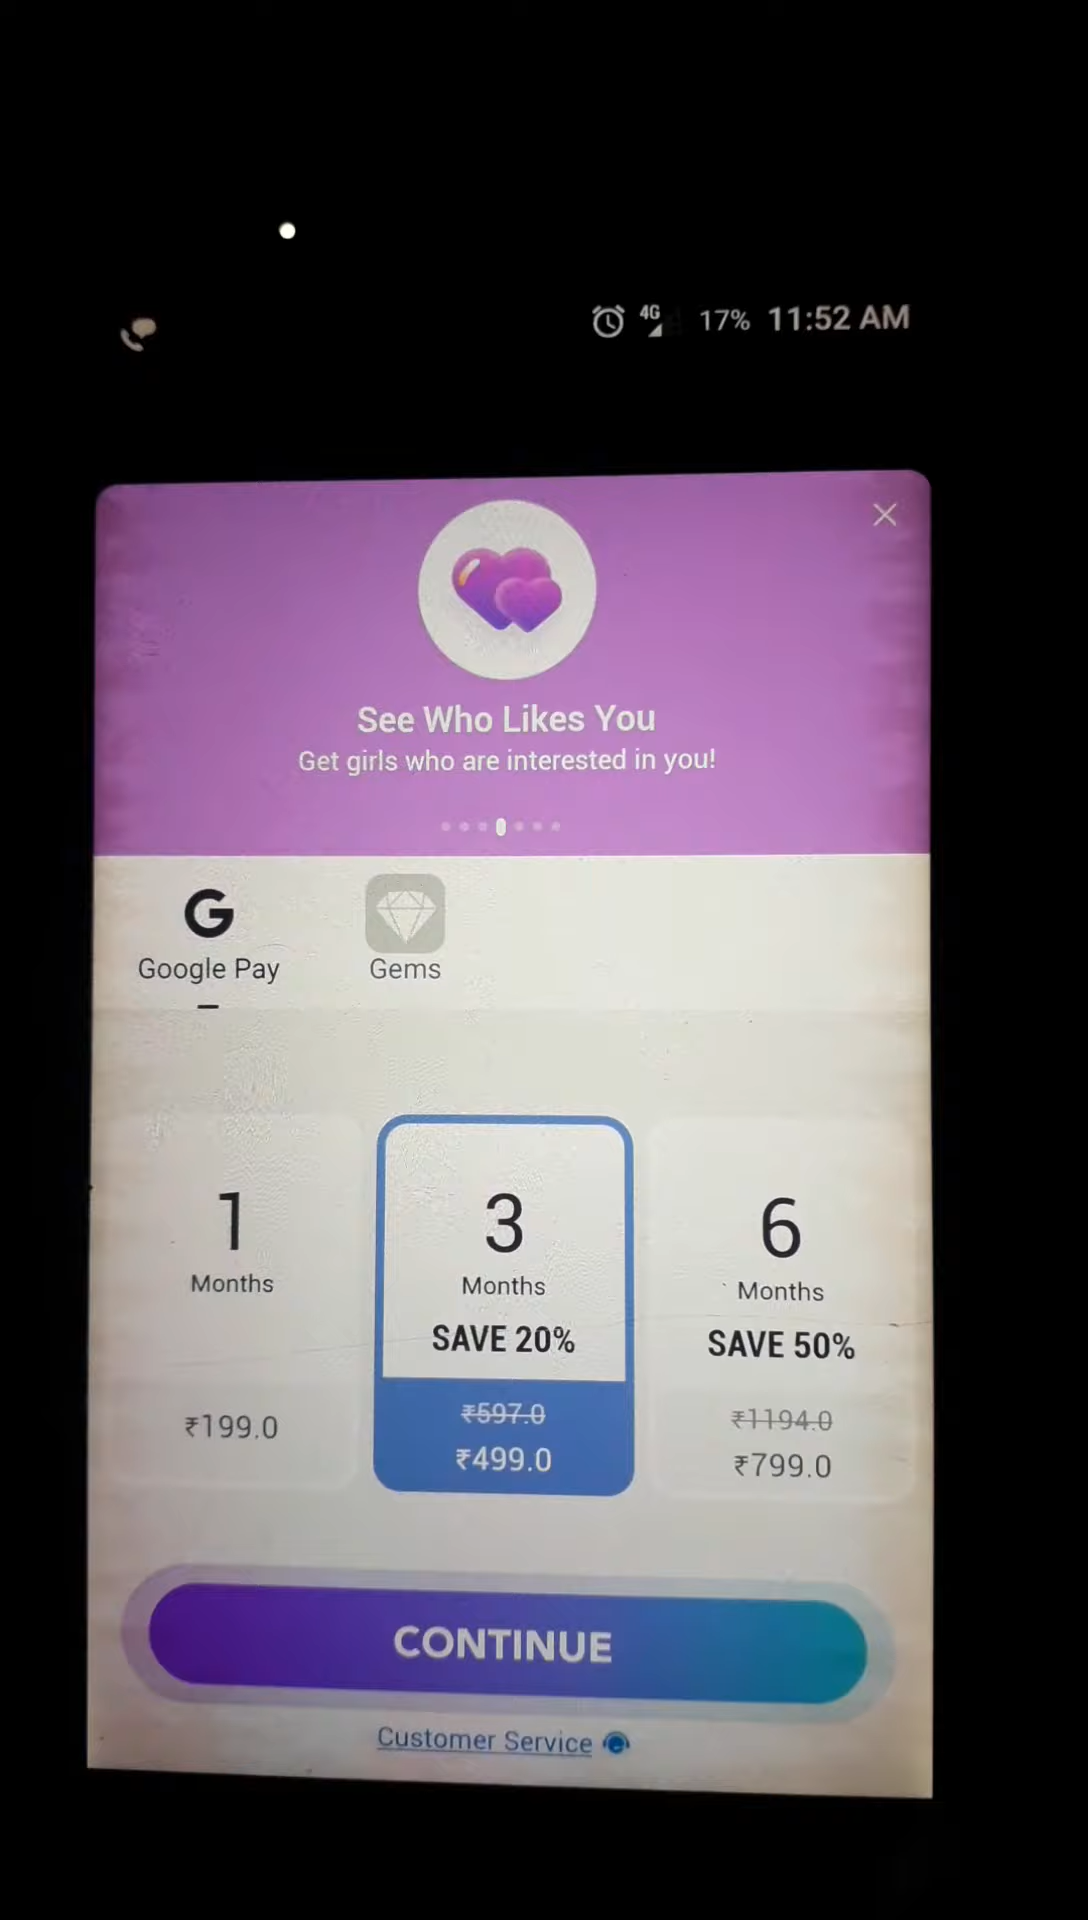 4G 17% 11:52 AM
See Who Likes You
Get girls who are interested in you!
G
Google Pay
Gems
1
Months
₹199.0
3
Months
SAVE 20%
₹597.0
₹499.0
6
Months
SAVE 50%
₹1194.0
₹799.0
CONTINUE
Customer Service